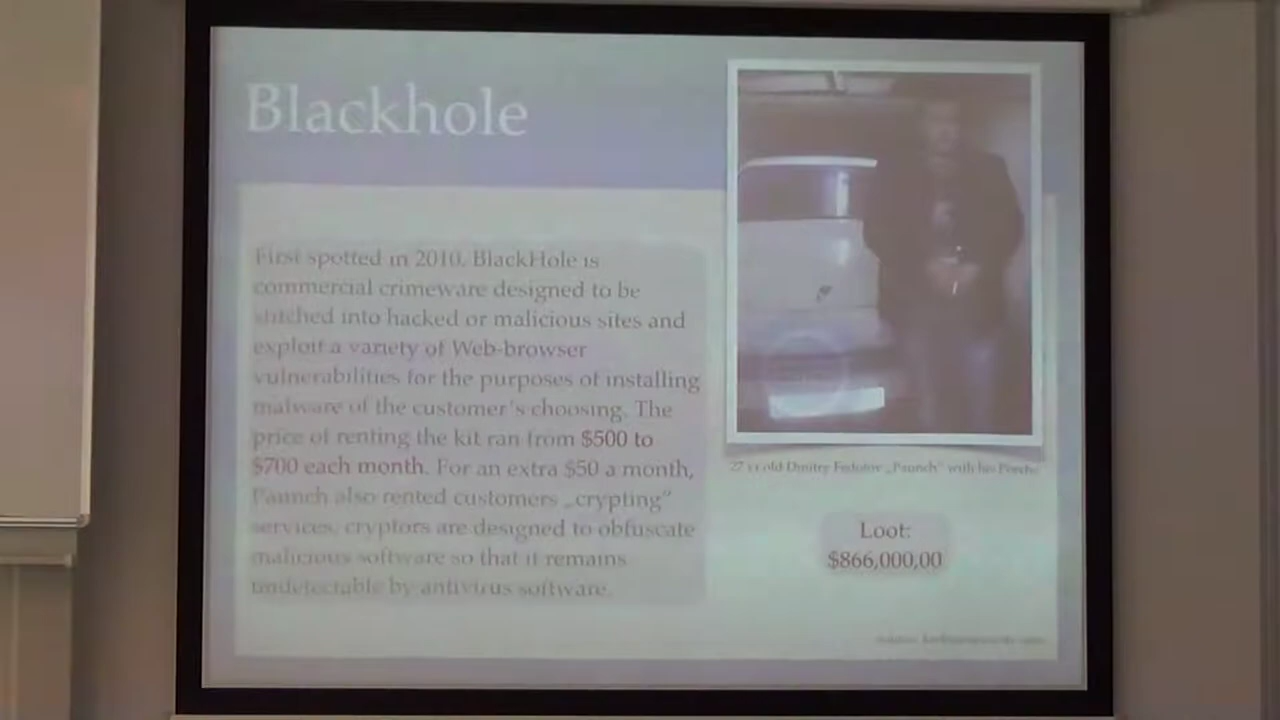 Blackhole
First spotted in 2010, BlackHole is
commercial crimeware designed to be
stitched into hacked or malicious sites and
exploit a variety of Web-browser
vulnerabilities for the purposes of installing
malware of the customer's choosing. The
price of renting the kit ran from $500 to
$700 each month. For an extra $50 a month,
Paunch also rented customers „crypting"
services, cryptors are designed to obfuscate
malicious software so that it remains
undetectable by antivirus software.
27 old Dmitry Fedotov „Paunch" with his
Loot:
$866,000,00